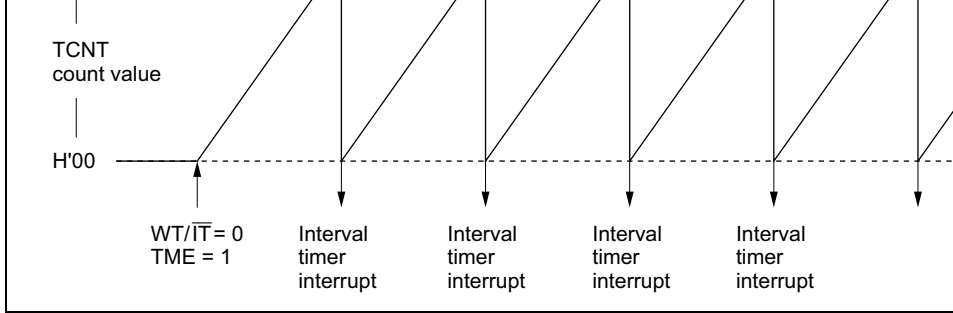 TCNT
count value
H'00
WT/I̅T̅ = 0
TME = 1
Interval
timer
interrupt
Interval
timer
interrupt
Interval
timer
interrupt
Interval
timer
interrupt